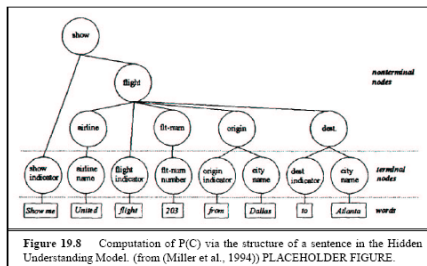 show
flight
nonterminal
nodes
airline
flt-num
origin
dest.
show
indicator
airline
name
flight
indicator
flt-num
number
origin
indicator
city
name
dest
indicator
city
name
terminal
nodes
Show me
United
flight
203
from
Dallas
to
Atlanta
words
Figure 19.8 Computation of P(C) via the structure of a sentence in the Hidden
Understanding Model. (from (Miller et al., 1994)) PLACEHOLDER FIGURE.